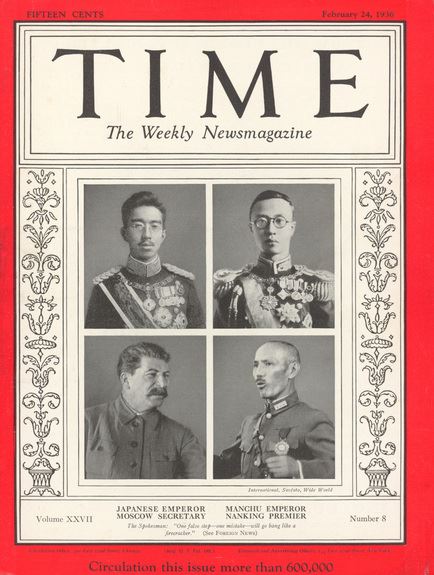 FIFTEEN CENTS February 24, 1936
TIME
The Weekly Newsmagazine
International, Sovfoto, Wide World
JAPANESE EMPEROR MANCHU EMPEROR
MOSCOW SECRETARY NANKING PREMIER
Volume XXVII The Spokesman: "One false step—one mistake—will go bang like a Number 8
firecracker." (See FOREIGN NEWS)
Circulation this issue more than 600,000